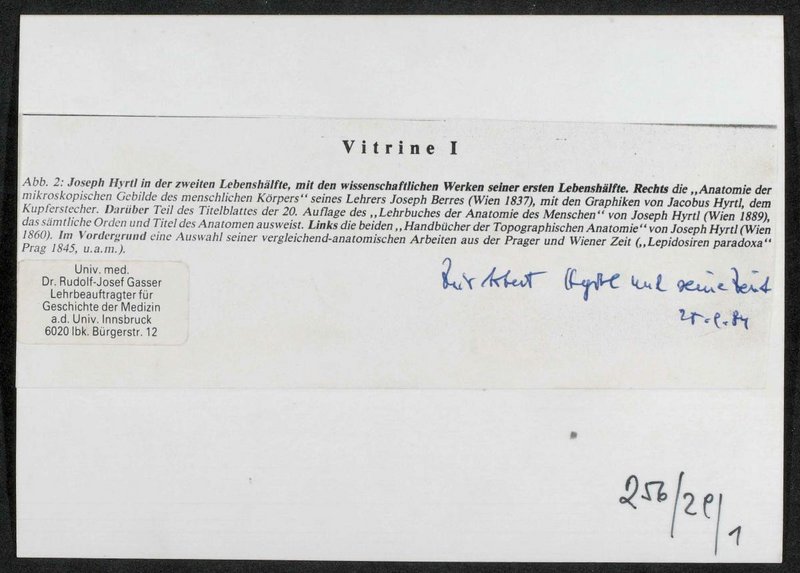 Vitrine I
Abb. 2: Joseph Hyrtl in der zweiten Lebenshälfte, mit den wissenschaftlichen Werken seiner ersten Lebenshälfte. Rechts die „Anatomie der
mikroskopischen Gebilde des menschlichen Körpers“ seines Lehrers Joseph Berres (Wien 1837), mit den Graphiken von Jacobus Hyrtl, dem
Kupferstecher. Darüber Teil des Titelblattes der 20. Auflage des „Lehrbuches der Anatomie des Menschen“ von Joseph Hyrtl (Wien 1889),
das sämtliche Orden und Titel des Anatomen ausweist. Links die beiden „Handbücher der Topographischen Anatomie“ von Joseph Hyrtl (Wien
1860). Im Vordergrund eine Auswahl seiner vergleichend-anatomischen Arbeiten aus der Prager und Wiener Zeit („Lepidosiren paradoxa“
Prag 1845, u.a.m.).
Univ. med.
Dr. Rudolf-Josef Gasser
Lehrbeauftragter für
Geschichte der Medizin
a.d. Univ. Innsbruck
6020 Ibk. Bürgerstr. 12
Hyrtl und seine Zeit
256/29/1